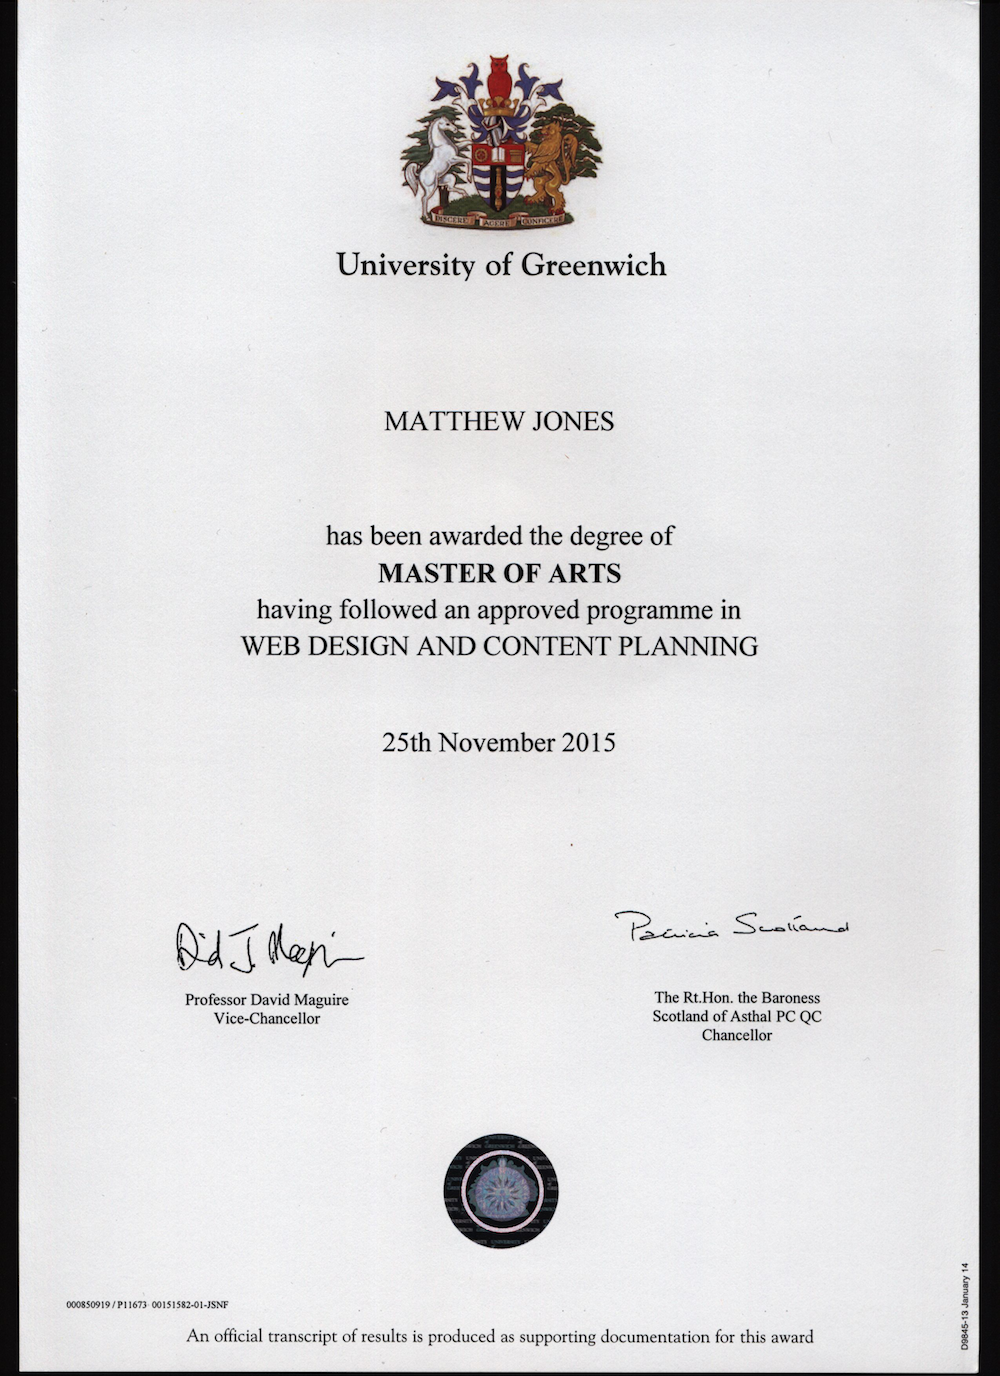 DISCERE AGERE CONFICERE
University of Greenwich
MATTHEW JONES
has been awarded the degree of
MASTER OF ARTS
having followed an approved programme in
WEB DESIGN AND CONTENT PLANNING
25th November 2015
Patricia Scotland
Professor David Maguire
Vice-Chancellor
The Rt.Hon. the Baroness
Scotland of Asthal PC QC
Chancellor
000850919 / P11673 00151582-01-JSNF
An official transcript of results is produced as supporting documentation for this award
D9845-13 January 14